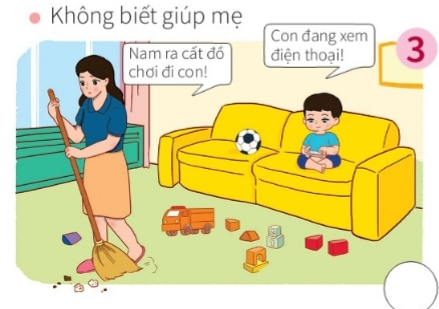 Không biết giúp mẹ
Nam ra cất đồ
chơi đi con!
Con đang xem
điện thoại!
3